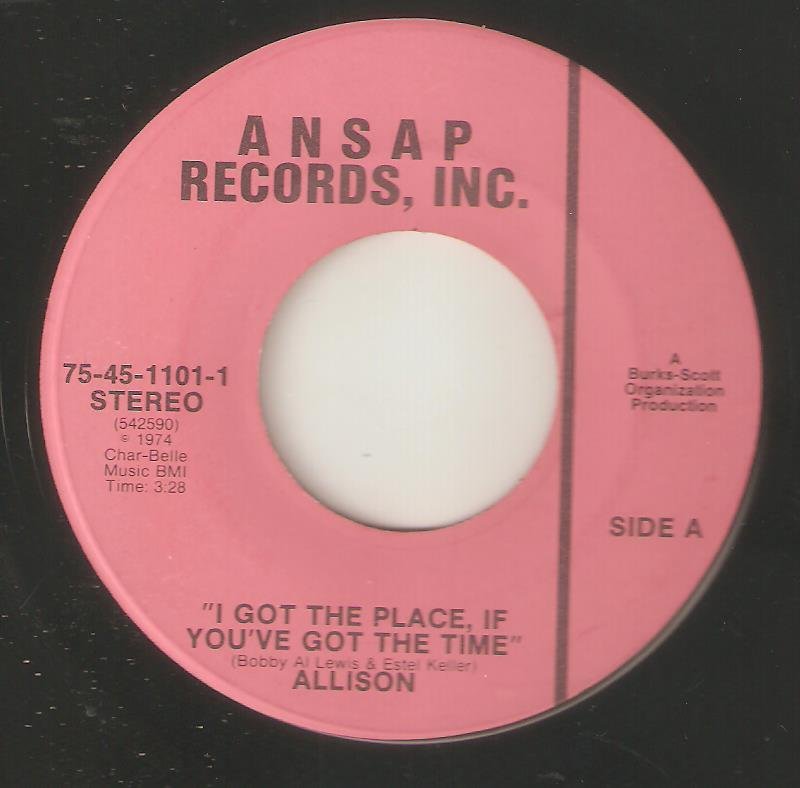 ANSAP
RECORDS, INC.
75-45-1101-1
STEREO
(542590)
© 1974
Char-Belle
Music BMI
Time: 3:28
A
Burks-Scott
Organization
Production
SIDE A
"I GOT THE PLACE, IF
YOU'VE GOT THE TIME"
(Bobby Al Lewis & Estel Keller)
ALLISON